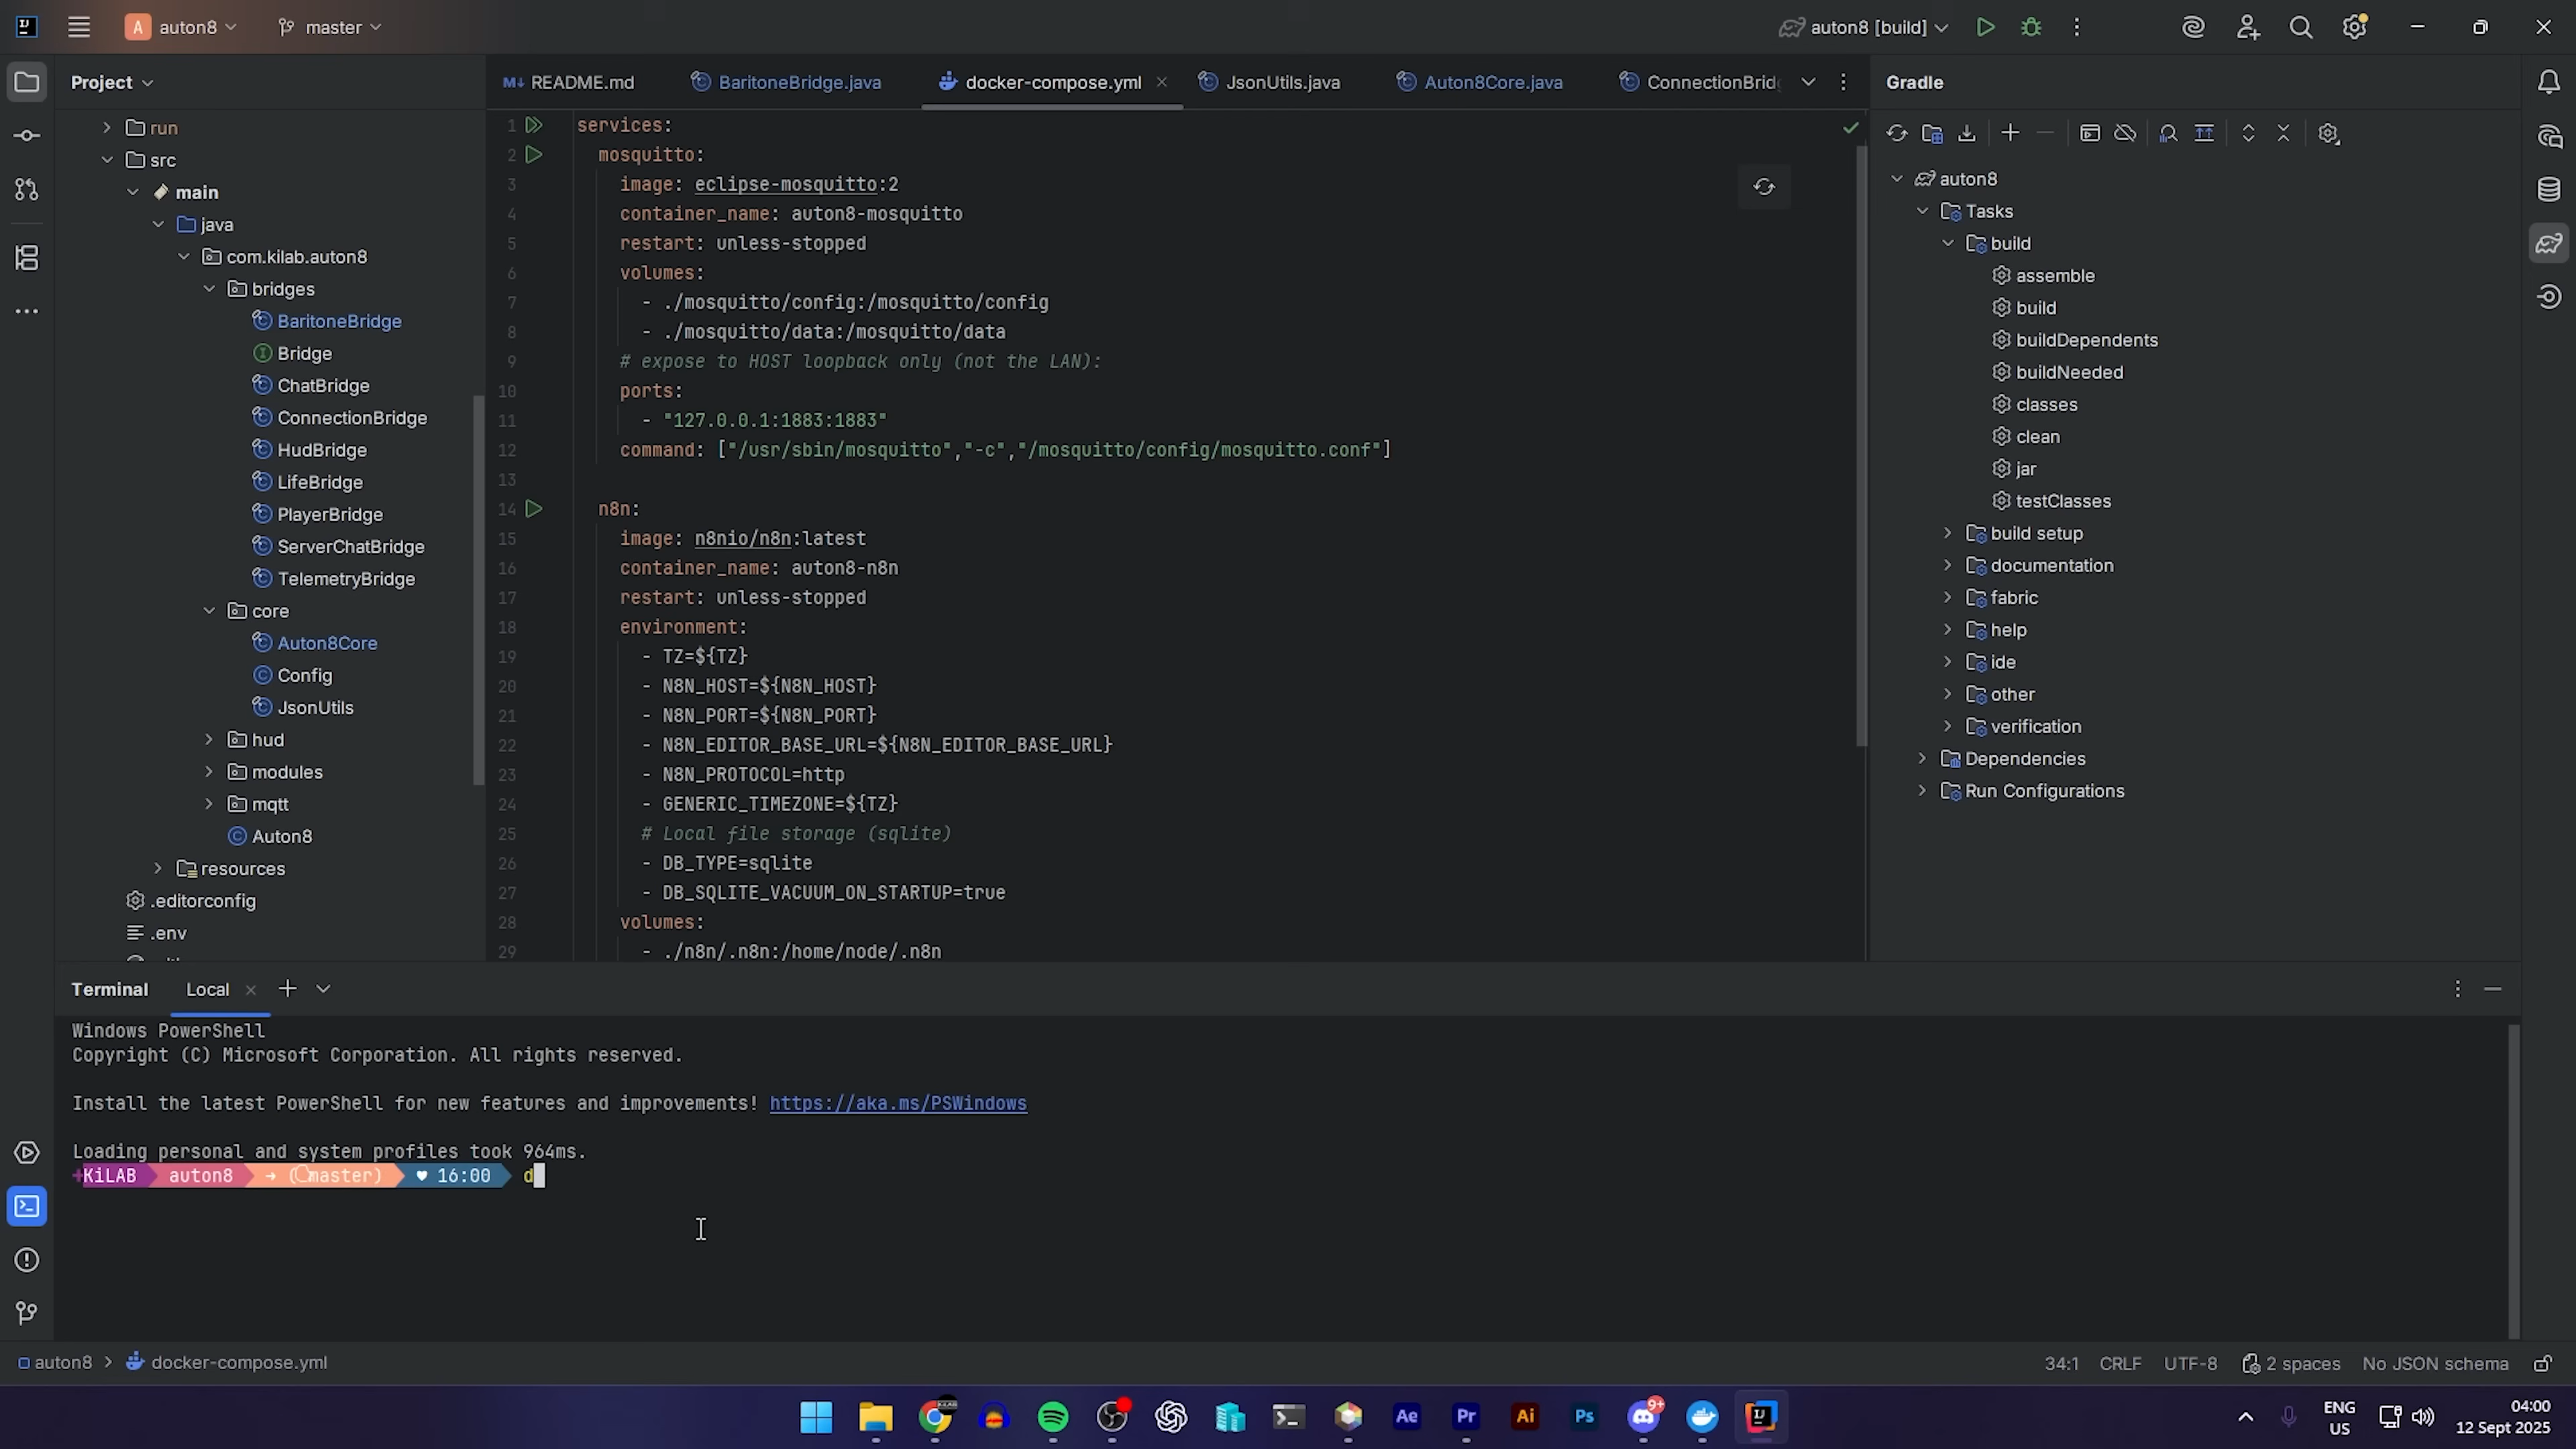 A auton8 master auton8 [build]
Project
README.md BaritoneBridge.java docker-compose.yml JsonUtils.java Auton8Core.java ConnectionBrid
Gradle
run
src
main
java
com.kilab.auton8
bridges
BaritoneBridge
Bridge
ChatBridge
ConnectionBridge
HudBridge
LifeBridge
PlayerBridge
ServerChatBridge
TelemetryBridge
core
Auton8Core
Config
JsonUtils
hud
modules
mqtt
Auton8
resources
.editorconfig
.env
1 services:
2 mosquitto:
3 image: eclipse-mosquitto:2
4 container_name: auton8-mosquitto
5 restart: unless-stopped
6 volumes:
7 - ./mosquitto/config:/mosquitto/config
8 - ./mosquitto/data:/mosquitto/data
9 # expose to HOST loopback only (not the LAN):
10 ports:
11 - "127.0.0.1:1883:1883"
12 command: ["/usr/sbin/mosquitto","-c","/mosquitto/config/mosquitto.conf"]
13
14 n8n:
15 image: n8nio/n8n:latest
16 container_name: auton8-n8n
17 restart: unless-stopped
18 environment:
19 - TZ=${TZ}
20 - N8N_HOST=${N8N_HOST}
21 - N8N_PORT=${N8N_PORT}
22 - N8N_EDITOR_BASE_URL=${N8N_EDITOR_BASE_URL}
23 - N8N_PROTOCOL=http
24 - GENERIC_TIMEZONE=${TZ}
25 # Local file storage (sqlite)
26 - DB_TYPE=sqlite
27 - DB_SQLITE_VACUUM_ON_STARTUP=true
28 volumes:
29 - ./n8n/.n8n:/home/node/.n8n
auton8
Tasks
build
assemble
build
buildDependents
buildNeeded
classes
clean
jar
testClasses
build setup
documentation
fabric
help
ide
other
verification
Dependencies
Run Configurations
Terminal Local
Windows PowerShell
Copyright (C) Microsoft Corporation. All rights reserved.
Install the latest PowerShell for new features and improvements! https://aka.ms/PSWindows
Loading personal and system profiles took 964ms.
+KiLAB auton8 → (master) ♥ 16:00 d
auton8 > docker-compose.yml 34:1 CRLF UTF-8 2 spaces No JSON schema
Ae Pr Ai Ps 9+ ENG 04:00
US 12 Sept 2025